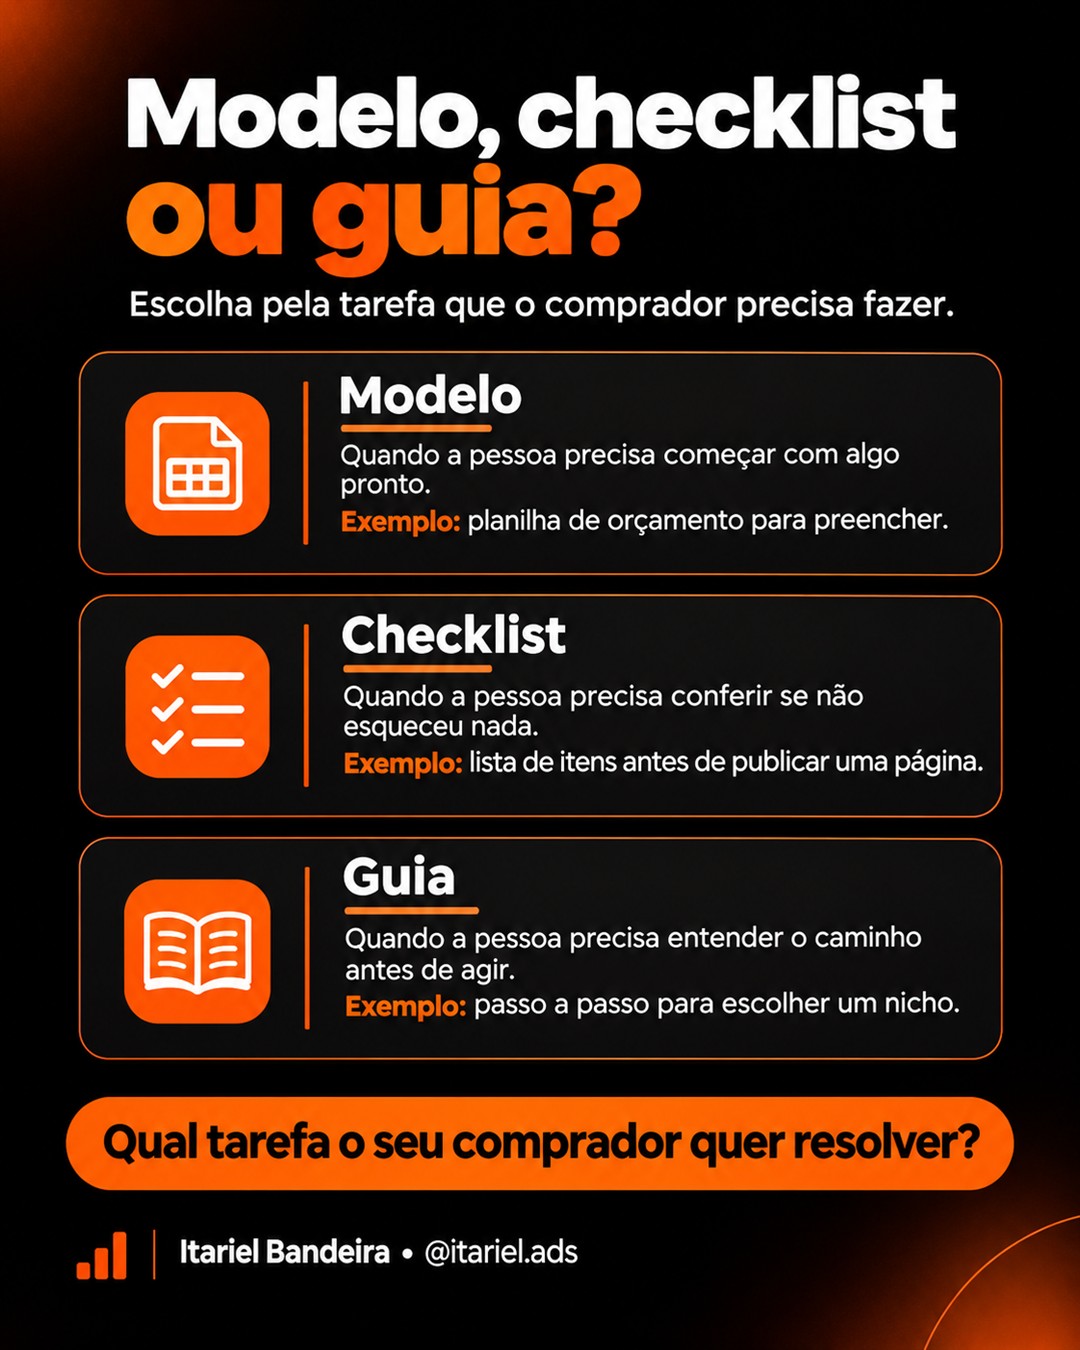 Modelo, checklist
ou guia?
Escolha pela tarefa que o comprador precisa fazer.
Modelo
Quando a pessoa precisa começar com algo
pronto.
Exemplo: planilha de orçamento para preencher.
Checklist
Quando a pessoa precisa conferir se não
esqueceu nada.
Exemplo: lista de itens antes de publicar uma página.
Guia
Quando a pessoa precisa entender o caminho
antes de agir.
Exemplo: passo a passo para escolher um nicho.
Qual tarefa o seu comprador quer resolver?
Itariel Bandeira • @itariel.ads